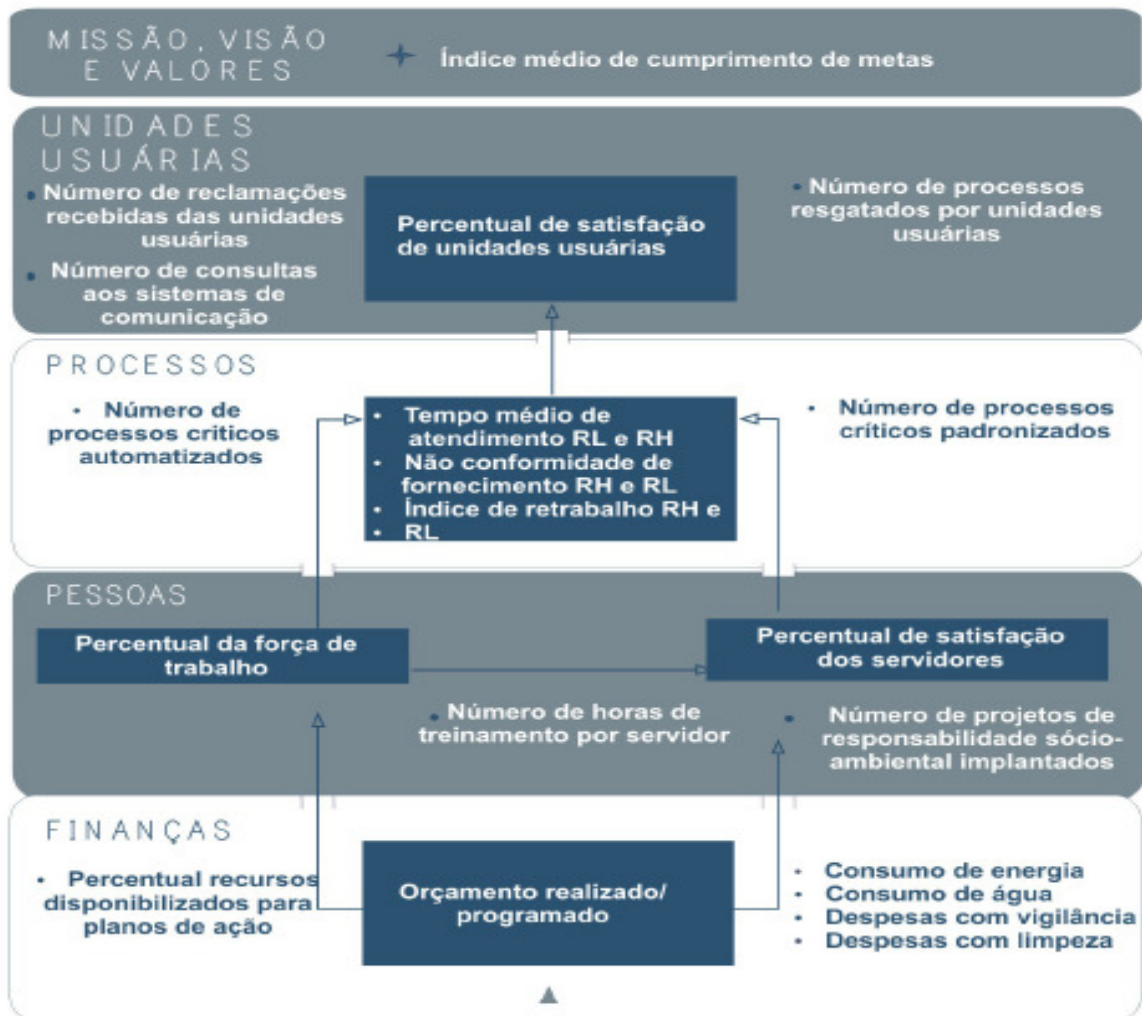 MISSÃO, VISÃO
E VALORES
Índice médio de cumprimento de metas
UNIDADES
USUÁRIAS
• Número de reclamações
recebidas das unidades
usuárias
• Número de consultas
aos sistemas de
comunicação
Percentual de satisfação
de unidades usuárias
• Número de processos
resgatados por unidades
usuárias
PROCESSOS
• Número de
processos críticos
automatizados
• Tempo médio de
atendimento RL e RH
• Não conformidade de
fornecimento RH e RL
• Índice de retrabalho RH e
• RL
• Número de processos
críticos padronizados
PESSOAS
Percentual da força de
trabalho
Percentual de satisfação
dos servidores
• Número de horas de
treinamento por servidor
• Número de projetos de
responsabilidade sócio-
ambiental implantados
FINANÇAS
• Percentual recursos
disponibilizados para
planos de ação
Orçamento realizado/
programado
• Consumo de energia
• Consumo de água
• Despesas com vigilância
• Despesas com limpeza